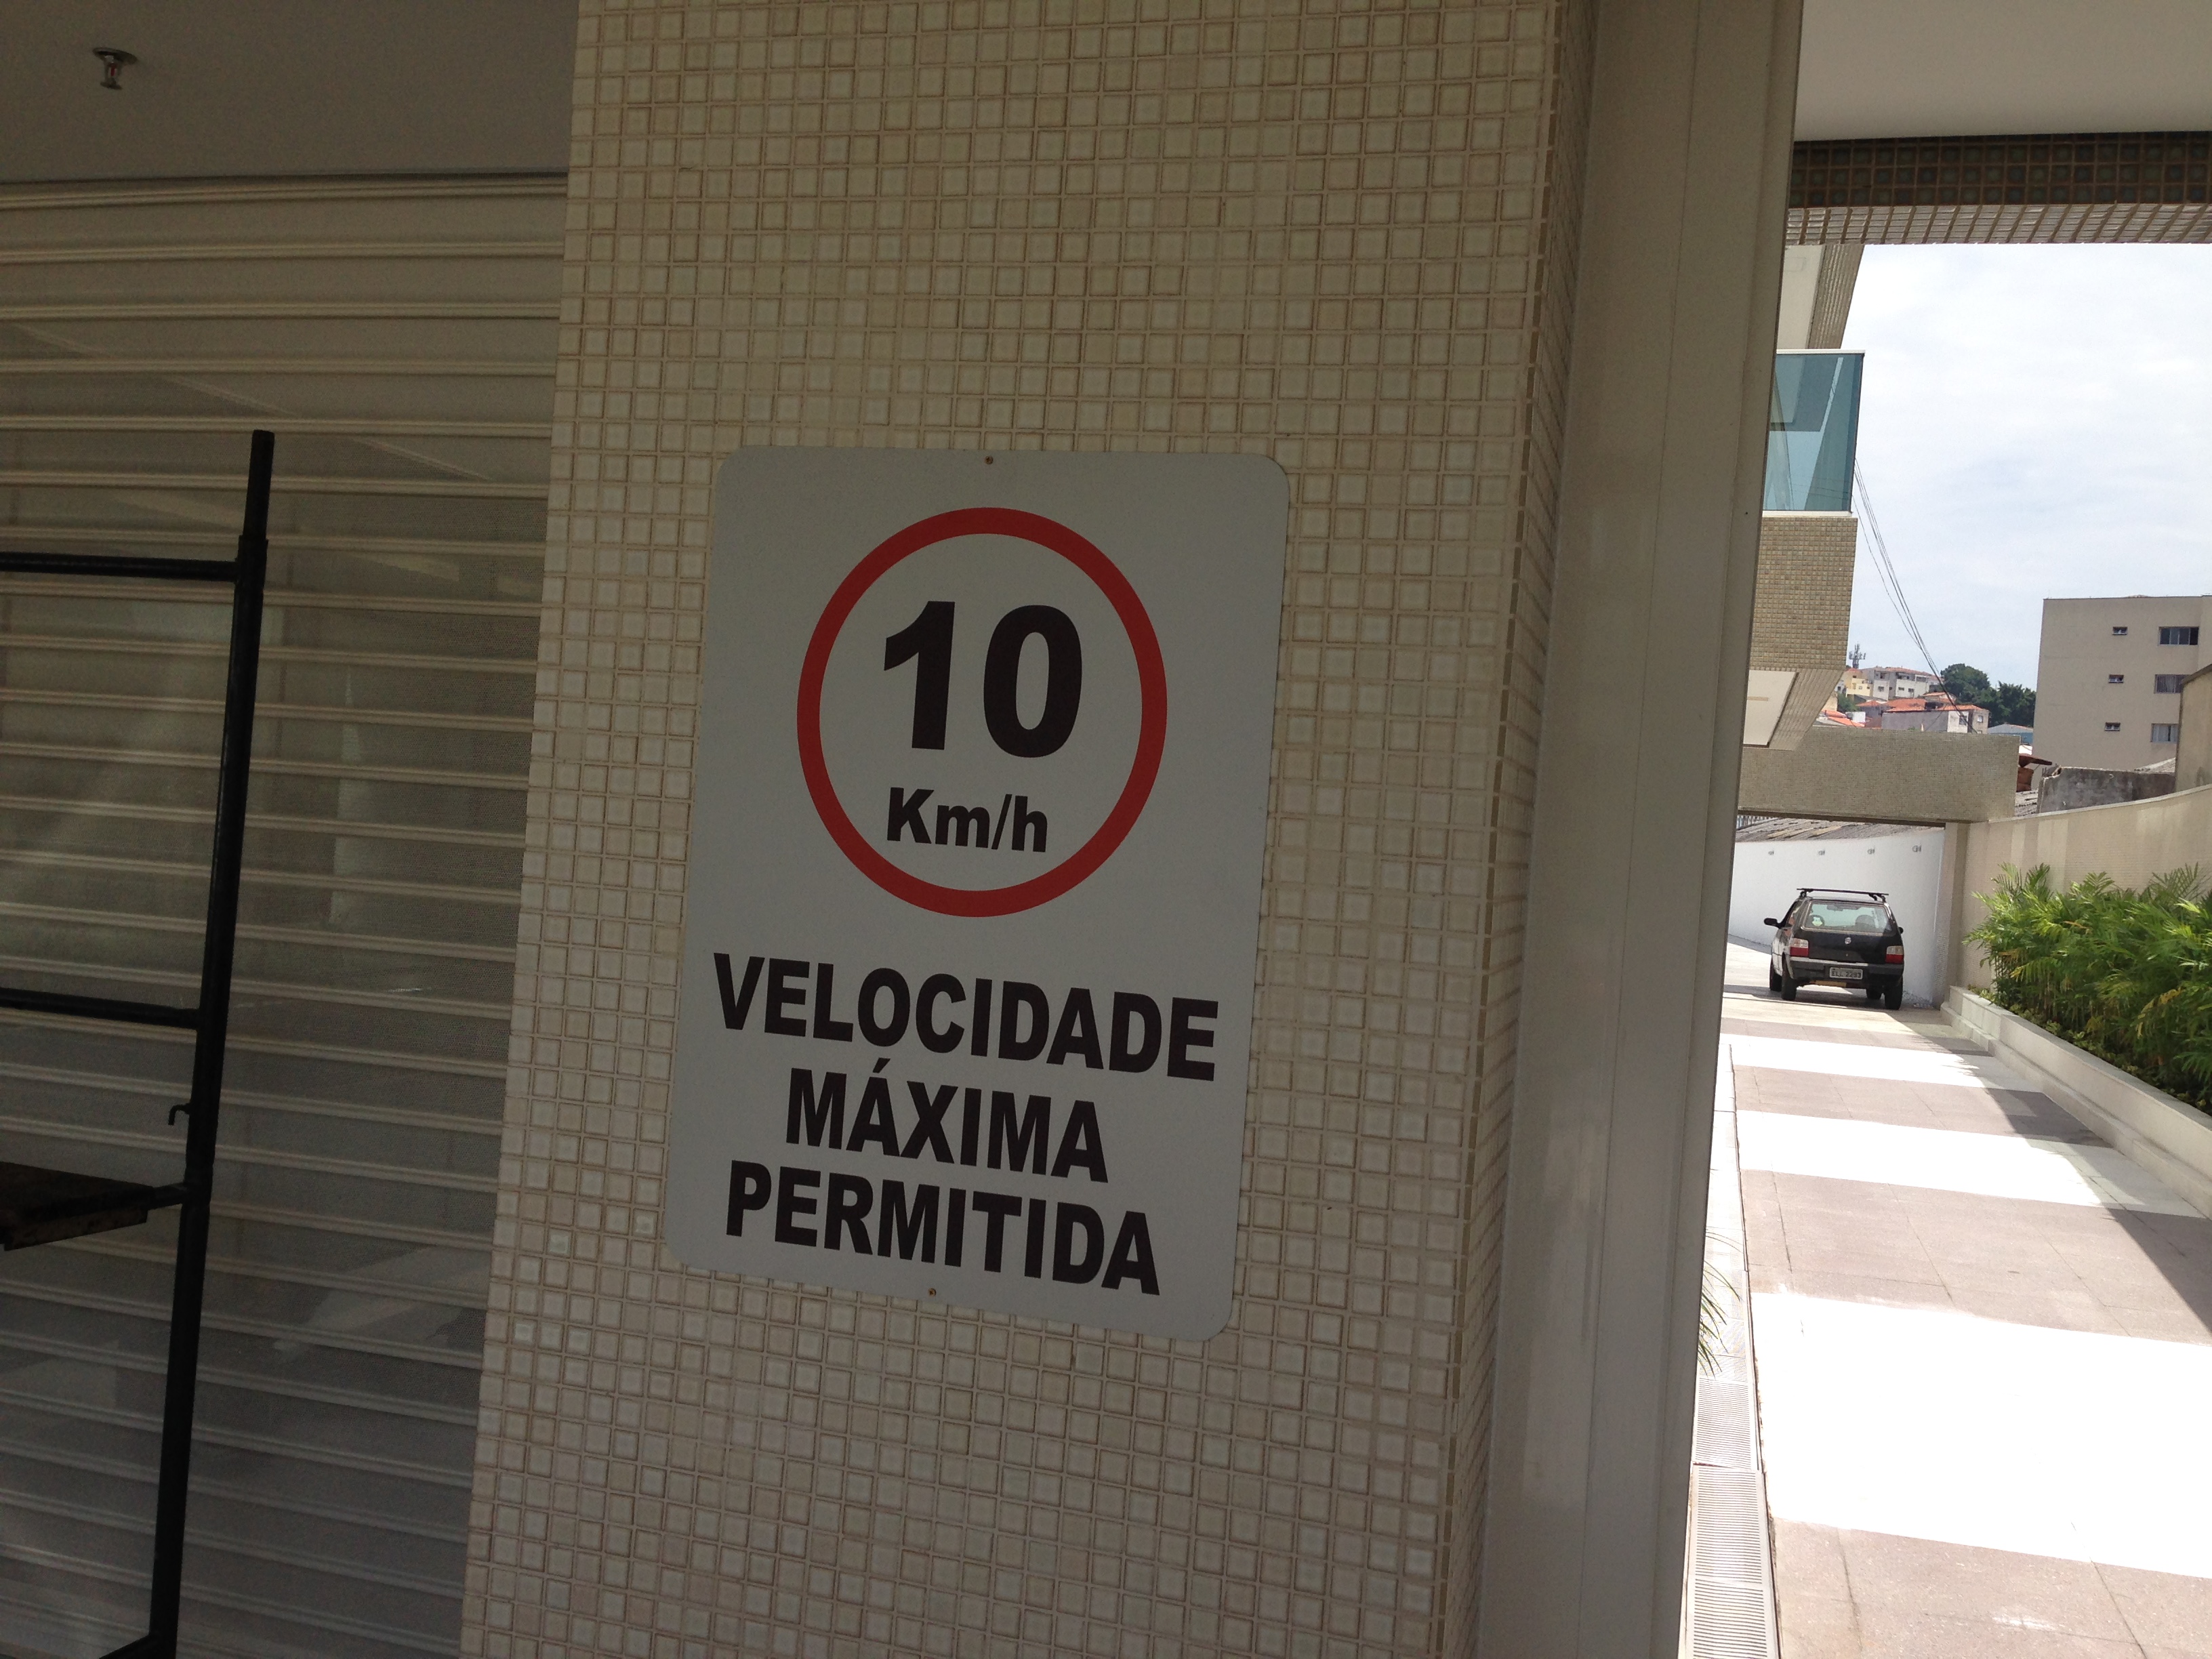 10
Km/h
VELOCIDADE
MÁXIMA
PERMITIDA